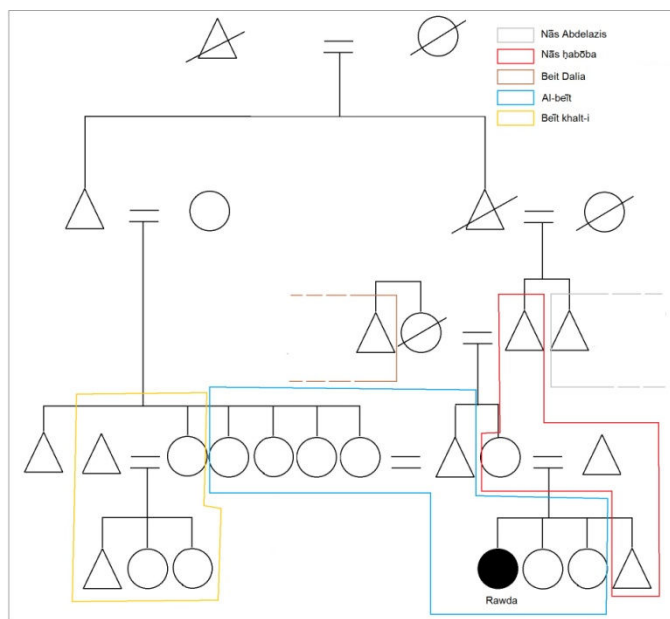 Nās Abdelazis
Nās ḥabōba
Beit Dalia
Al-beīt
Beīt khalt-i
Rawda